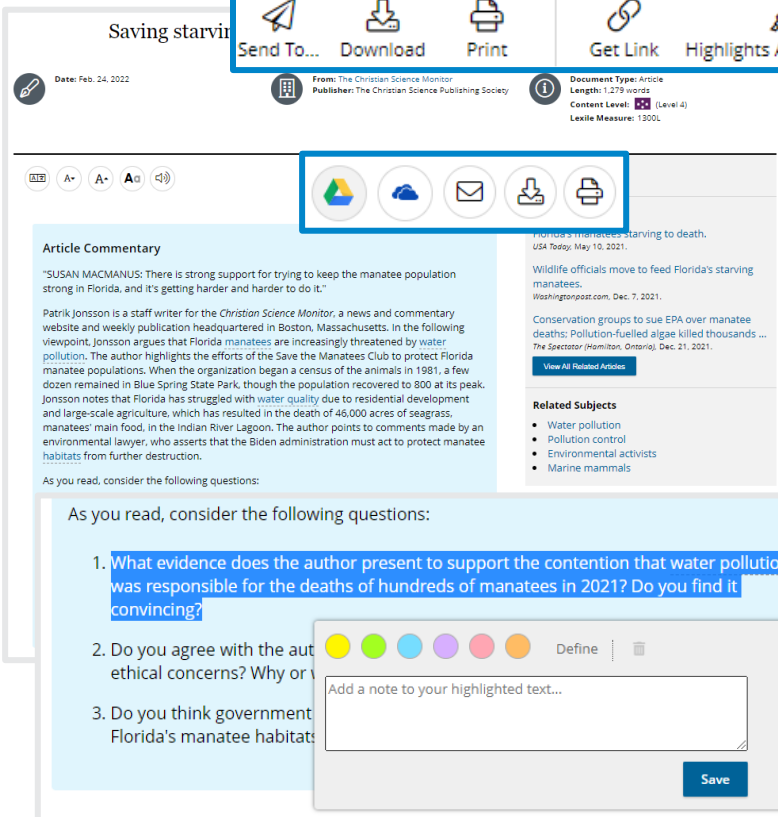 Saving starvin
Send To... Download Print Get Link Highlights
Date: Feb. 24, 2022
From: The Christian Science Monitor
Publisher: The Christian Science Publishing Society
Document Type: Article
Length: 1,279 words
Content Level: (Level 4)
Lexile Measure: 1300L
A- A+ Aa
Article Commentary
"SUSAN MACMANUS: There is strong support for trying to keep the manatee population
strong in Florida, and it's getting harder and harder to do it."
Patrik Jonsson is a staff writer for the Christian Science Monitor, a news and commentary
website and weekly publication headquartered in Boston, Massachusetts. In the following
viewpoint, Jonsson argues that Florida manatees are increasingly threatened by water
pollution. The author highlights the efforts of the Save the Manatees Club to protect Florida
manatee populations. When the organization began a census of the animals in 1981, a few
dozen remained in Blue Spring State Park, though the population recovered to 800 at its peak.
Jonsson notes that Florida has struggled with water quality due to residential development
and large-scale agriculture, which has resulted in the death of 46,000 acres of seagrass,
manatees' main food, in the Indian River Lagoon. The author points to comments made by an
environmental lawyer, who asserts that the Biden administration must act to protect manatee
habitats from further destruction.
As you read, consider the following questions:
Florida's manatees starving to death.
USA Today, May 10, 2021.
Wildlife officials move to feed Florida's starving
manatees.
Washingtonpost.com, Dec. 7, 2021.
Conservation groups to sue EPA over manatee
deaths; Pollution-fuelled algae killed thousands ...
The Spectator (Hamilton, Ontario), Dec. 21, 2021.
View All Related Articles
Related Subjects
Water pollution
Pollution control
Environmental activists
Marine mammals
As you read, consider the following questions:
1. What evidence does the author present to support the contention that water pollutio
was responsible for the deaths of hundreds of manatees in 2021? Do you find it
convincing?
2. Do you agree with the aut
ethical concerns? Why or
3. Do you think government
Florida's manatee habitats
Define
Add a note to your highlighted text...
Save